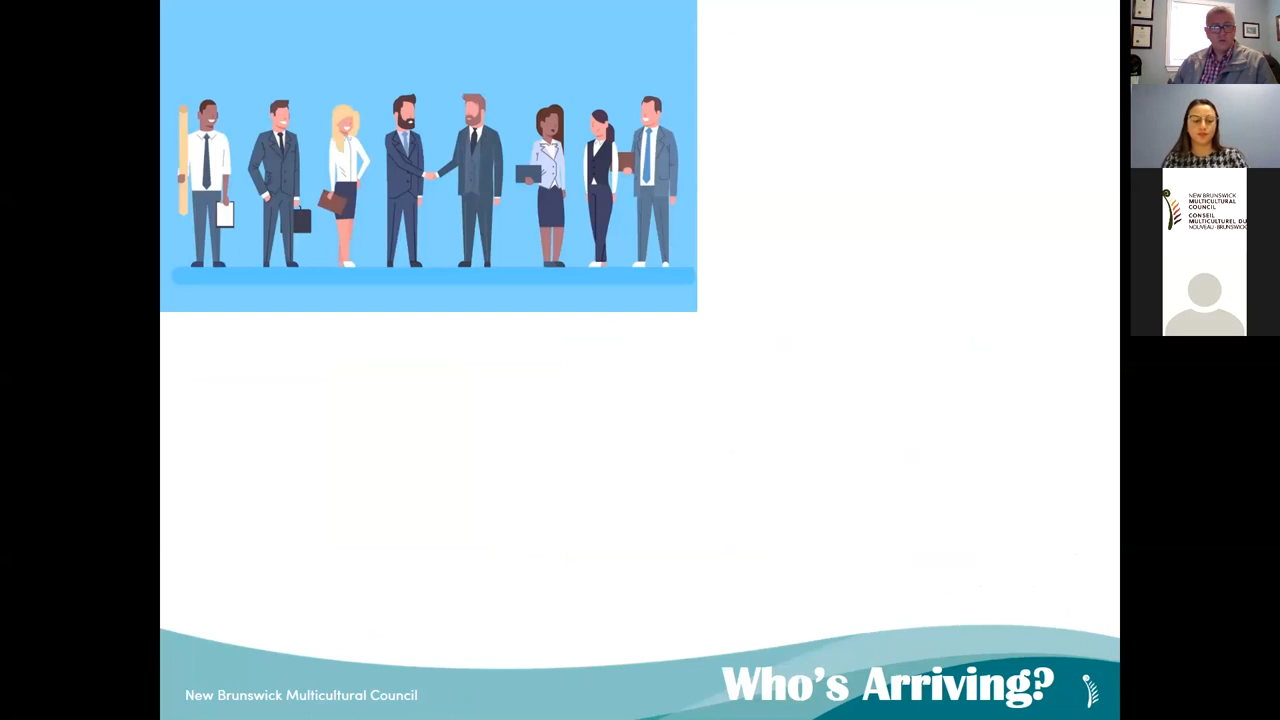 NEW BRUNSWICK
MULTICULTURAL
COUNCIL
CONSEIL
MULTICULTUREL DU
NOUVEAU-BRUNSWICK
Who's Arriving?
New Brunswick Multicultural Council